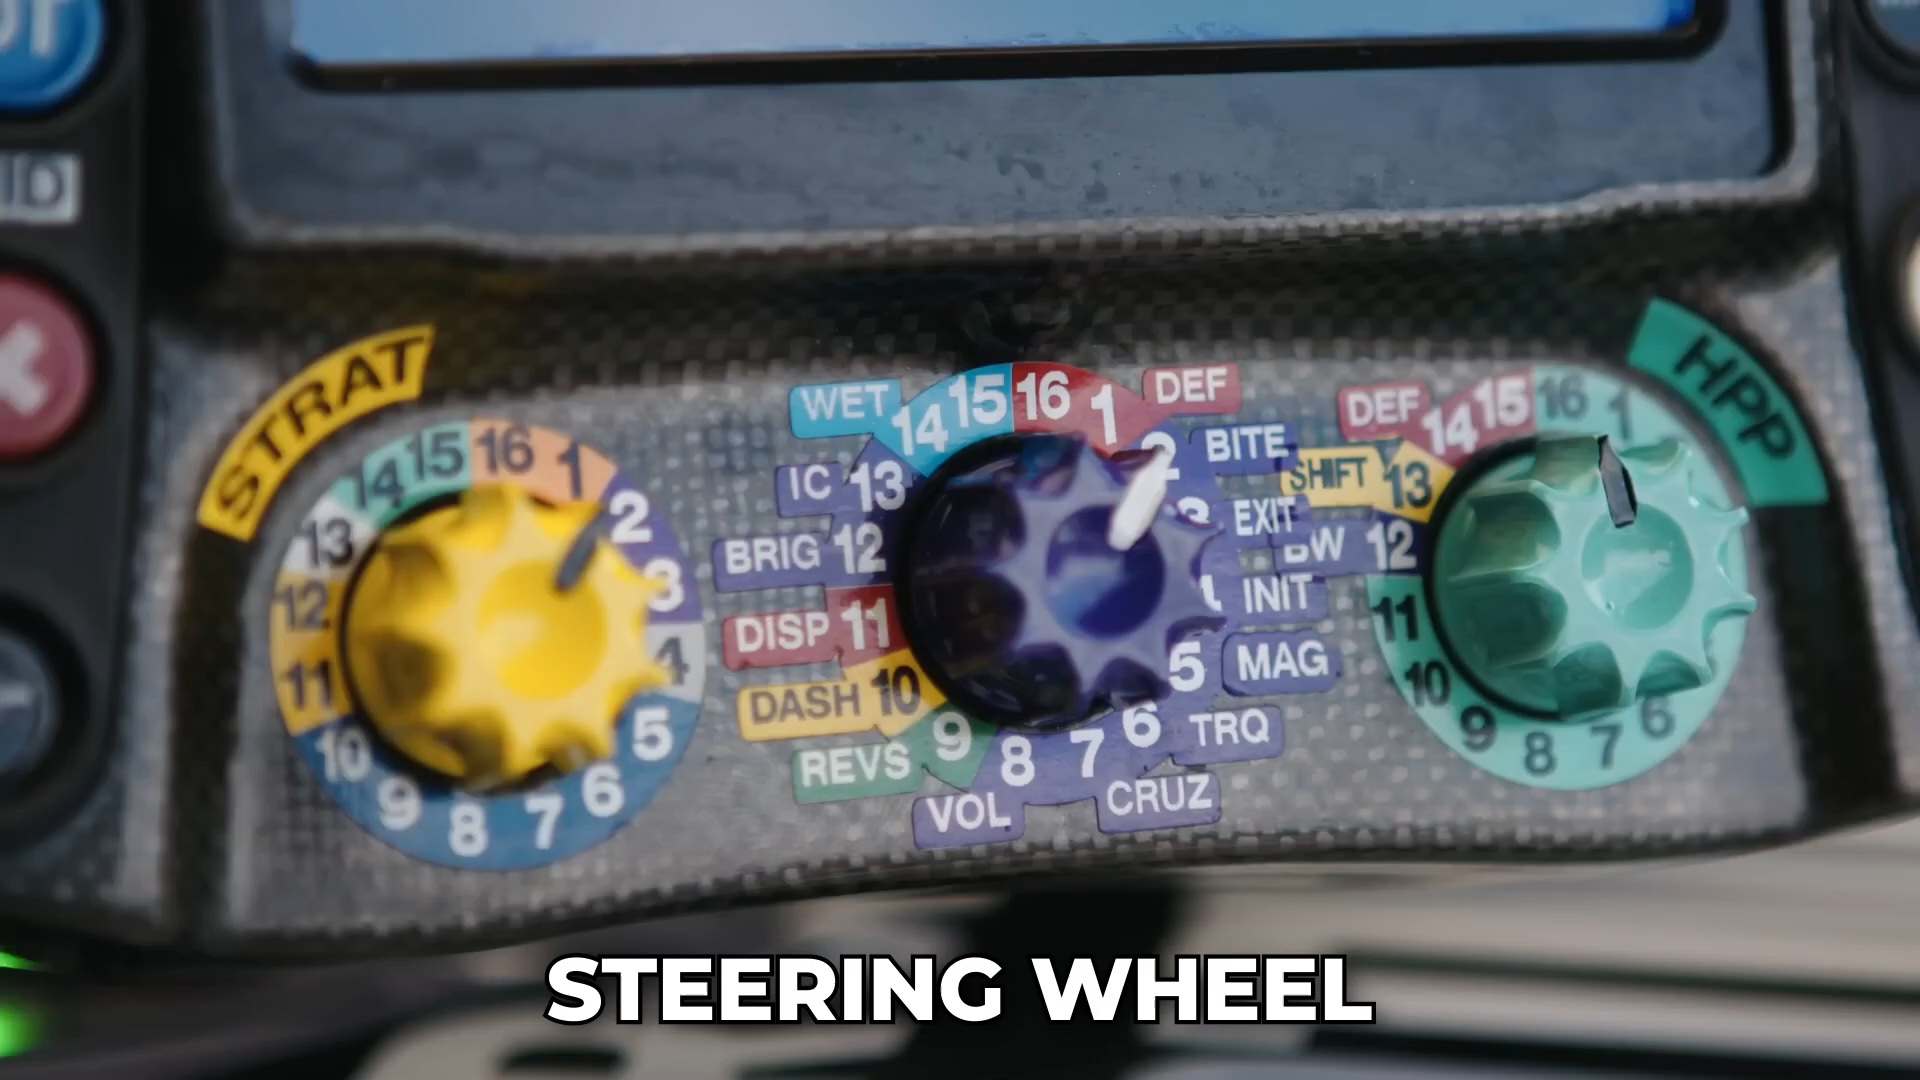 STRAT
14 15 16 1
13 2
12 3
11 4
10 5
9 8 7 6
WET 14 15 16 1 DEF
IC 13 2 BITE
EXIT
BRIG 12
INIT
DISP 11 5 MAG
DASH 10 6 TRQ
REVS 9 8 7 CRUZ
VOL
HPP
DEF 14 15 16 1
SHIFT 13
12
11
10
9 8 7 6
STEERING WHEEL